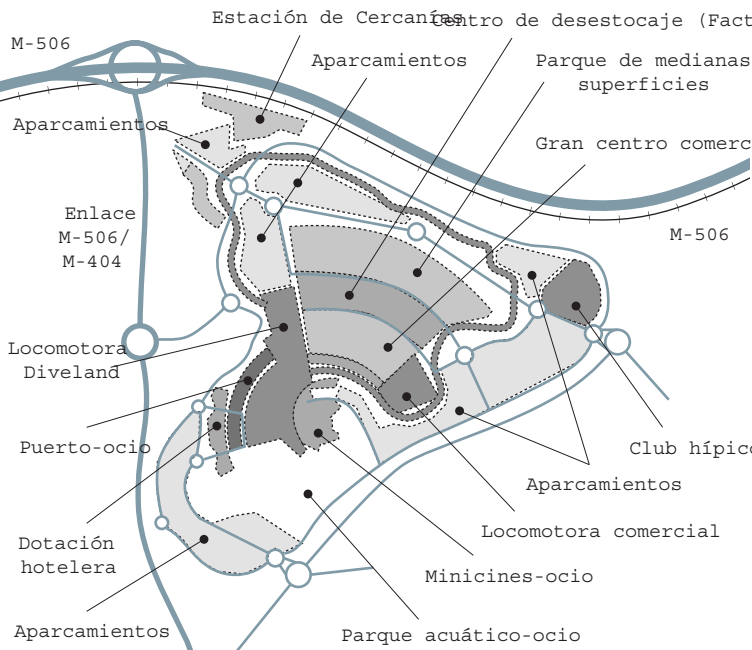 Estación de Cercanías
Centro de desestocaje (Fact
M-506
Aparcamientos
Parque de medianas
superficies
Aparcamientos
Gran centro comerc
Enlace
M-506/
M-404
M-506
Locomotora
Diveland
Puerto-ocio
Club hípico
Aparcamientos
Locomotora comercial
Dotación
hotelera
Minicines-ocio
Aparcamientos
Parque acuático-ocio